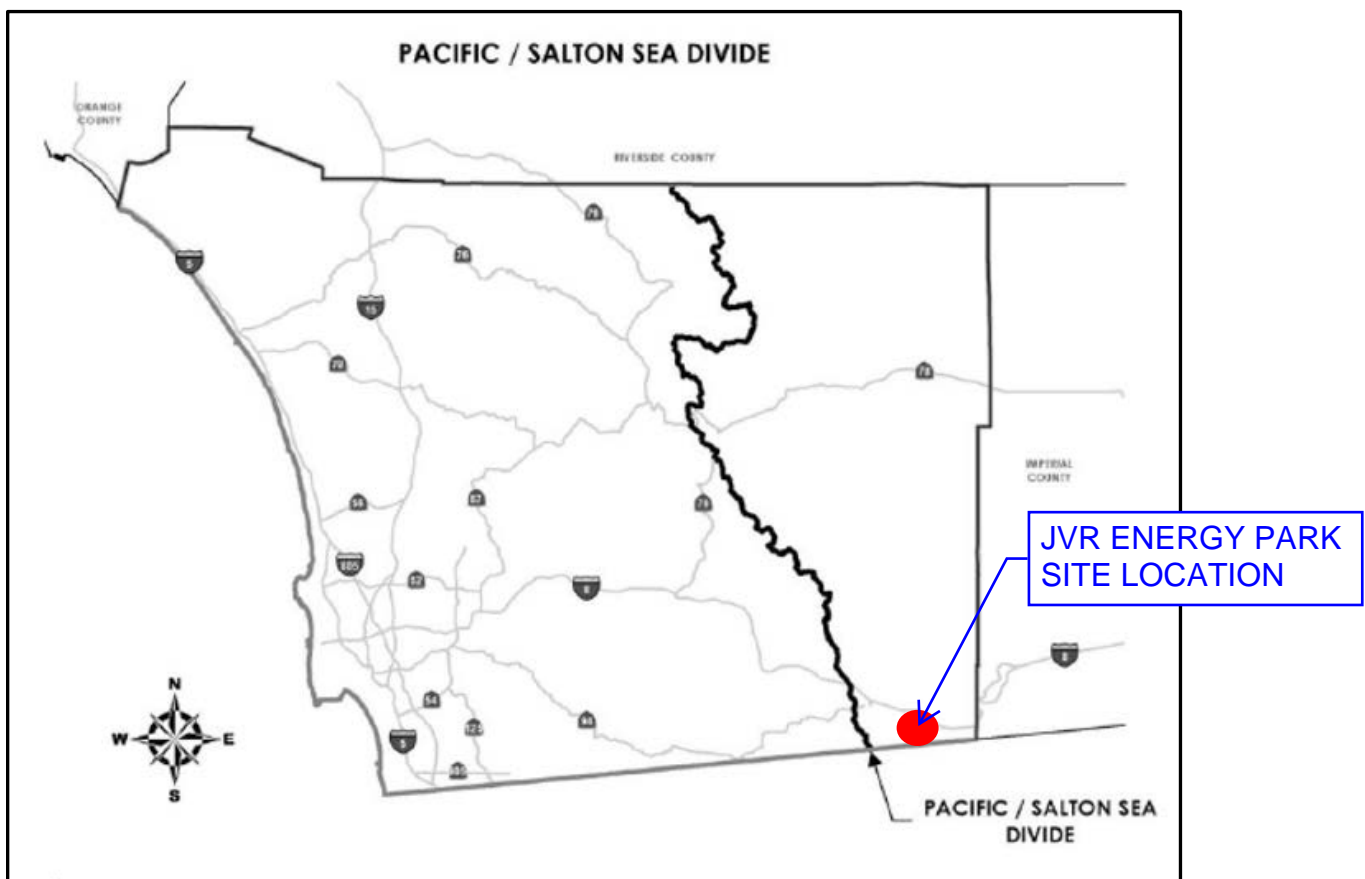 PACIFIC / SALTON SEA DIVIDE
ORANGE
COUNTY
RIVERSIDE COUNTY
79
5
76
15
78
78
IMPERIAL
COUNTY
56
67
79
JVR ENERGY PARK
SITE LOCATION
805
52
8
8
N
W
E
S
54
94
5
PACIFIC / SALTON SEA
DIVIDE